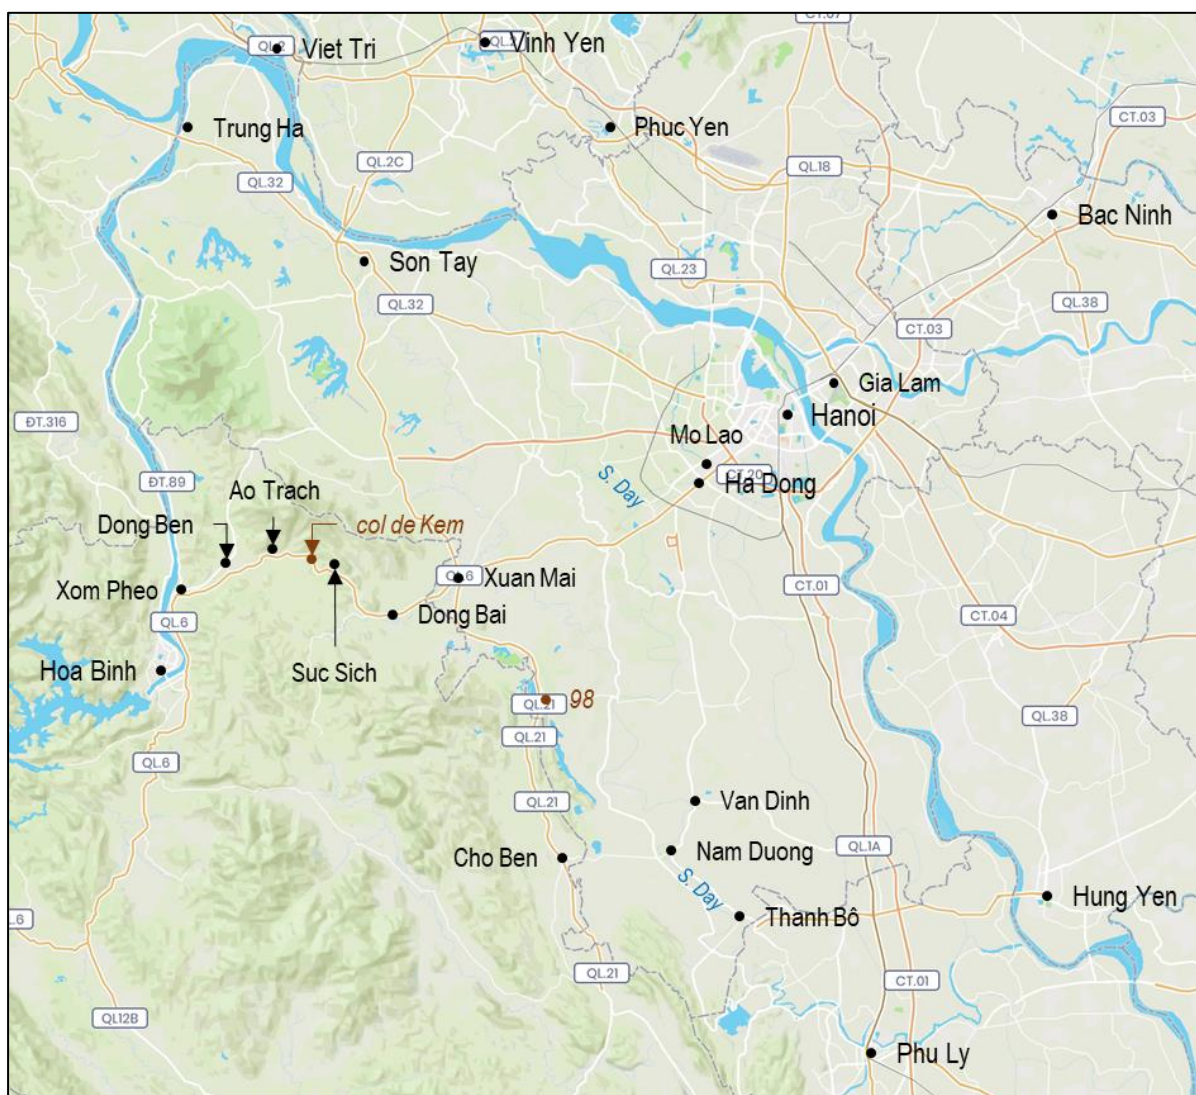 CT.07
QL.2
Viet Tri
QL.2
Vinh Yen
Trung Ha
Phuc Yen
CT.03
QL.2C
QL.18
QL.32
Bac Ninh
Son Tay
QL.23
QL.32
QL.38
CT.03
Gia Lam
ĐT.316
Hanoi
Mo Lao
CT.20
ĐT.89
S. Day
Ha Dong
Ao Trach
Dong Ben
col de Kem
QL.6
Xuan Mai
Xom Pheo
CT.01
Dong Bai
QL.6
CT.04
Hoa Binh
Suc Sich
QL.21
98
QL.38
QL.21
QL.6
QL.21
Van Dinh
QL.1A
Cho Ben
Nam Duong
S. Day
Hung Yen
L.6
Thanh Bô
QL.21
CT.01
QL12B
Phu Ly